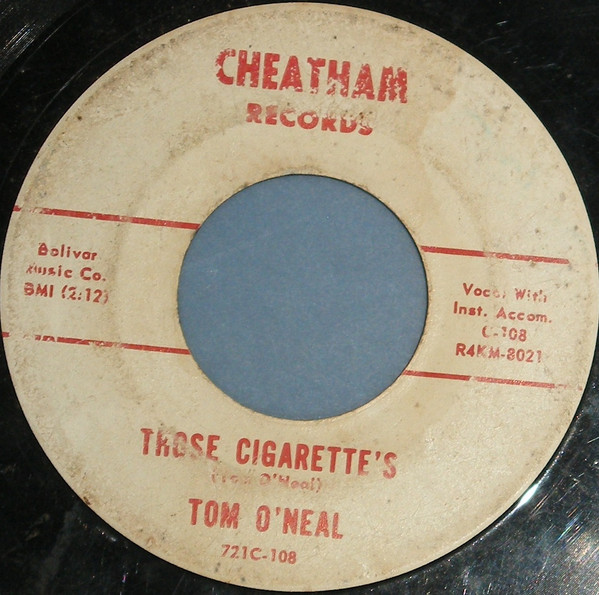 CHEATHAM
RECORDS
Bolivar
Music Co.
BMI (2:12)
Vocal With
Inst. Accom.
C-108
R4KM-8021
THOSE CIGARETTE'S
(Tom O'Neal)
TOM O'NEAL
721C-108